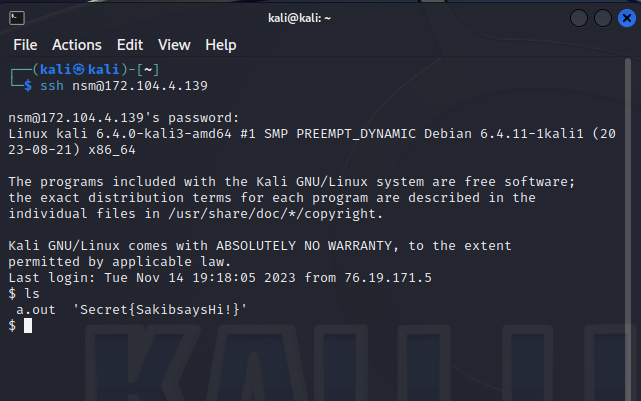 kali@kali: ~
File Actions Edit View Help
┌──(kali㉿kali)-[~]
└─$ ssh nsm@172.104.4.139
nsm@172.104.4.139's password:
Linux kali 6.4.0-kali3-amd64 #1 SMP PREEMPT_DYNAMIC Debian 6.4.11-1kali1 (20
23-08-21) x86_64
The programs included with the Kali GNU/Linux system are free software;
the exact distribution terms for each program are described in the
individual files in /usr/share/doc/*/copyright.
Kali GNU/Linux comes with ABSOLUTELY NO WARRANTY, to the extent
permitted by applicable law.
Last login: Tue Nov 14 19:18:05 2023 from 76.19.171.5
$ ls
a.out 'Secret{SakibsaysHi!}'
$